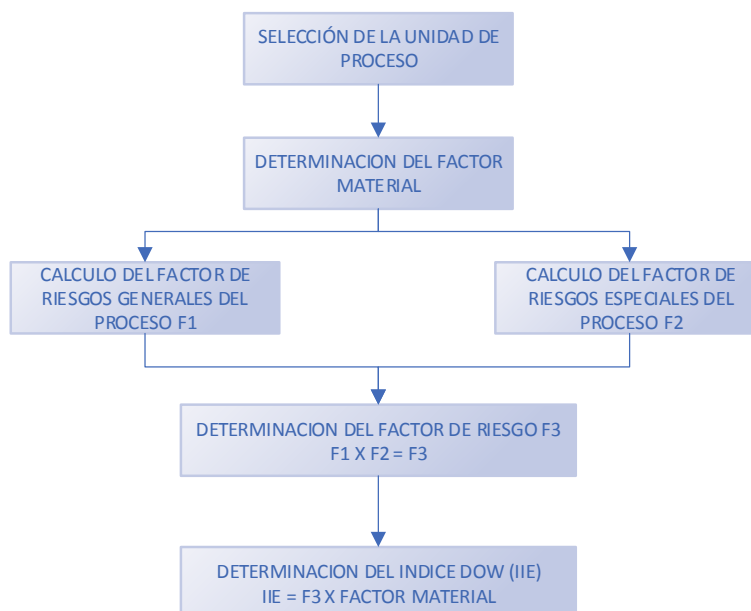 SELECCIÓN DE LA UNIDAD DE
PROCESO
DETERMINACION DEL FACTOR
MATERIAL
CALCULO DEL FACTOR DE
RIESGOS GENERALES DEL
PROCESO F1
CALCULO DEL FACTOR DE
RIESGOS ESPECIALES DEL
PROCESO F2
DETERMINACION DEL FACTOR DE RIESGO F3
F1 X F2 = F3
DETERMINACION DEL INDICE DOW (IIE)
IIE = F3 X FACTOR MATERIAL